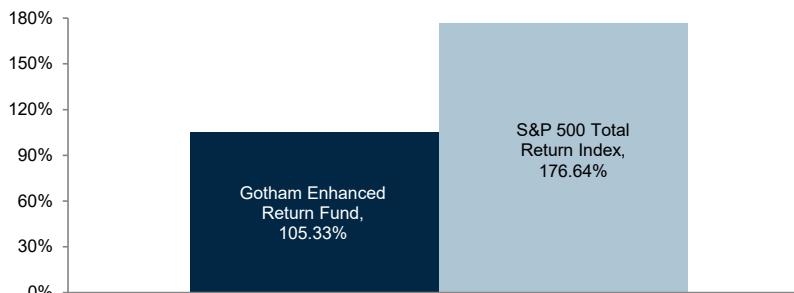 180%
150%
120%
90%
60%
30%
0%
Gotham Enhanced
Return Fund,
105.33%
S&P 500 Total
Return Index,
176.64%